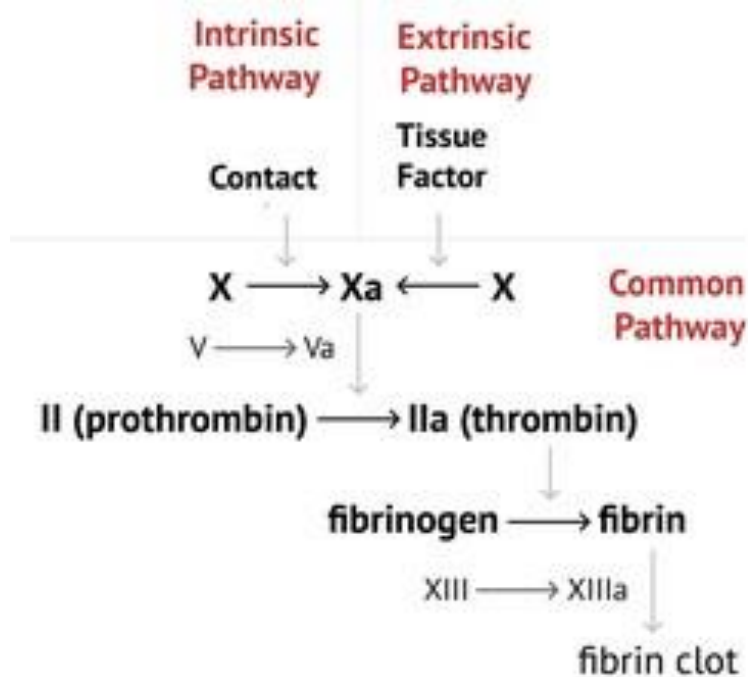 Intrinsic
Pathway
Extrinsic
Pathway
Contact
Tissue
Factor
X Xa X
Common
Pathway
V Va
II (prothrombin) IIa (thrombin)
fibrinogen fibrin
XIII XIIIa
fibrin clot